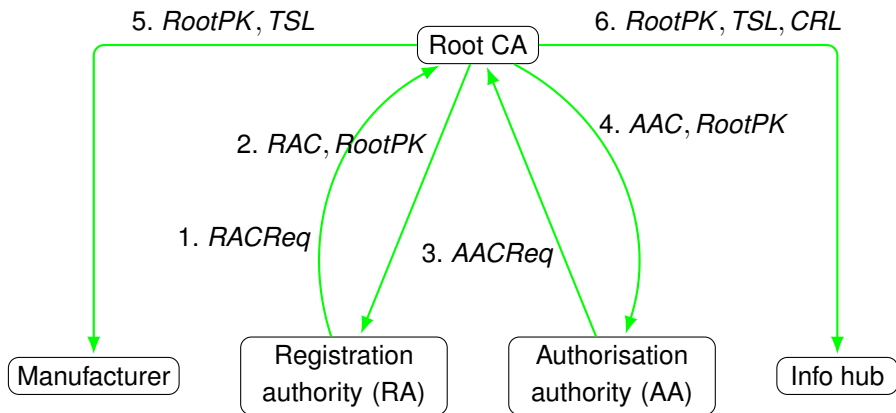 5. RootPK, TSL
6. RootPK, TSL, CRL
Root CA
4. AAC, RootPK
2. RAC, RootPK
1. RACReq
3. AACReq
Manufacturer
Registration
authority (RA)
Authorisation
authority (AA)
Info hub